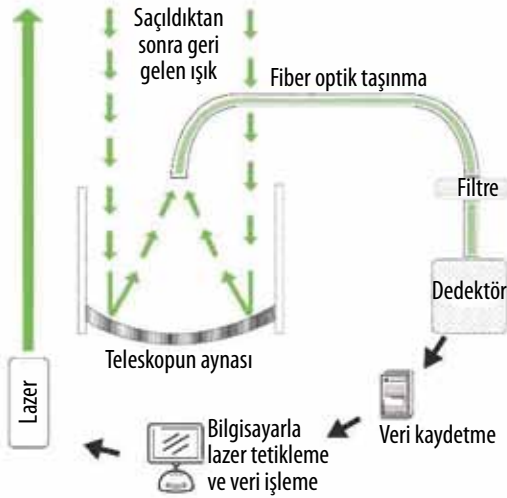 Saçıldıktan
sonra geri
gelen ışık
Fiber optik taşınma
Filtre
Dedektör
Teleskopun aynası
Lazer
Veri kaydetme
Bilgisayarla
lazer tetikleme
ve veri işleme